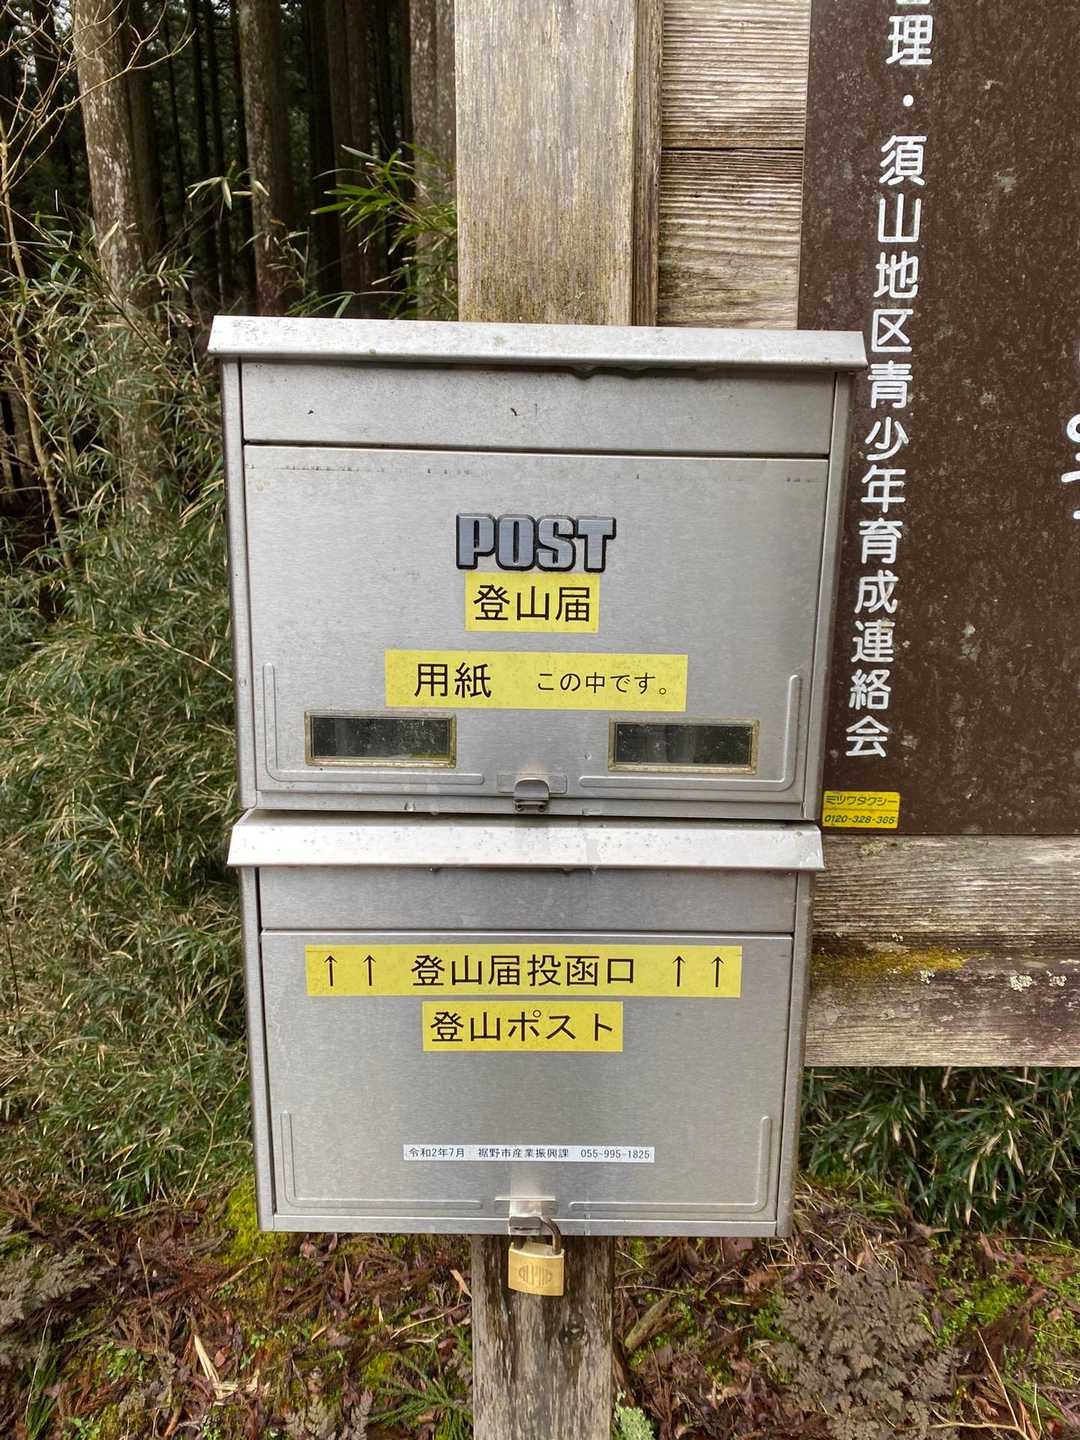 POST
登山届
用紙 この中です。
↑↑ 登山届投函口 ↑↑
登山ポスト
令和2年7月 裾野市産業振興課 055-995-1825
理・須山地区青少年育成連絡会
ミツワタクシー
0120-328-365